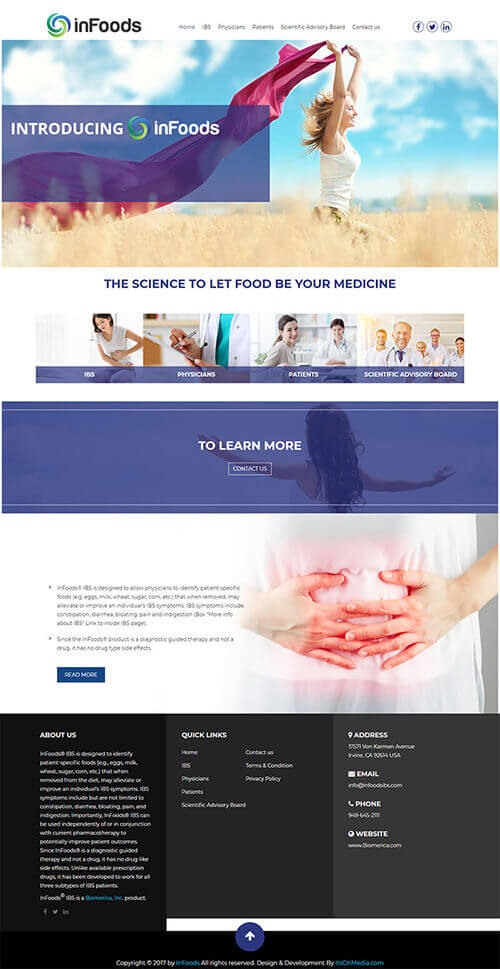 inFoods
Home IBS Physicians Patients Scientific Advisory Board Contact us
INTRODUCING inFoods
THE SCIENCE TO LET FOOD BE YOUR MEDICINE
IBS PHYSICIANS PATIENTS SCIENTIFIC ADVISORY BOARD
TO LEARN MORE
CONTACT US
InFoods® IBS is designed to allow physicians to identify patient specific
foods (e.g. eggs, milk, wheat, sugar, corn, etc.) that when removed, may
alleviate or improve an individual's IBS symptoms. IBS symptoms include
constipation, diarrhea, bloating, pain and indigestion (Box "More info
about IBS" Link to inside IBS page).
Since the InFoods® product is a diagnostic guided therapy and not a
drug, it has no drug type side effects.
READ MORE
ABOUT US
InFoods® IBS is designed to identify
patient-specific foods (e.g., eggs, milk,
wheat, sugar, corn, etc.) that when
removed from the diet, may alleviate or
improve an individual's IBS symptoms. IBS
symptoms include but are not limited to
constipation, diarrhea, bloating, pain, and
indigestion. Importantly, InFoods® IBS can
be used independently of or in conjunction
with current pharmacotherapy to
potentially improve patient outcomes.
Since InFoods® is a diagnostic guided
therapy and not a drug, it has no drug like
side effects. Unlike available prescription
drugs, it has been developed to work for all
three subtypes of IBS patients.
InFoods® IBS is a Biomerica, Inc. product.
QUICK LINKS
Home Contact us
IBS Terms & Condition
Physicians Privacy Policy
Patients
Scientific Advisory Board
ADDRESS
17571 Von Karman Avenue
Irvine, CA 92614 USA
EMAIL
info@infoodsibs.com
PHONE
949-645-2111
WEBSITE
www.Biomerica.com
Copyright © 2017 by InFoods All rights reserved. Design & Development By ItsOnMedia.com